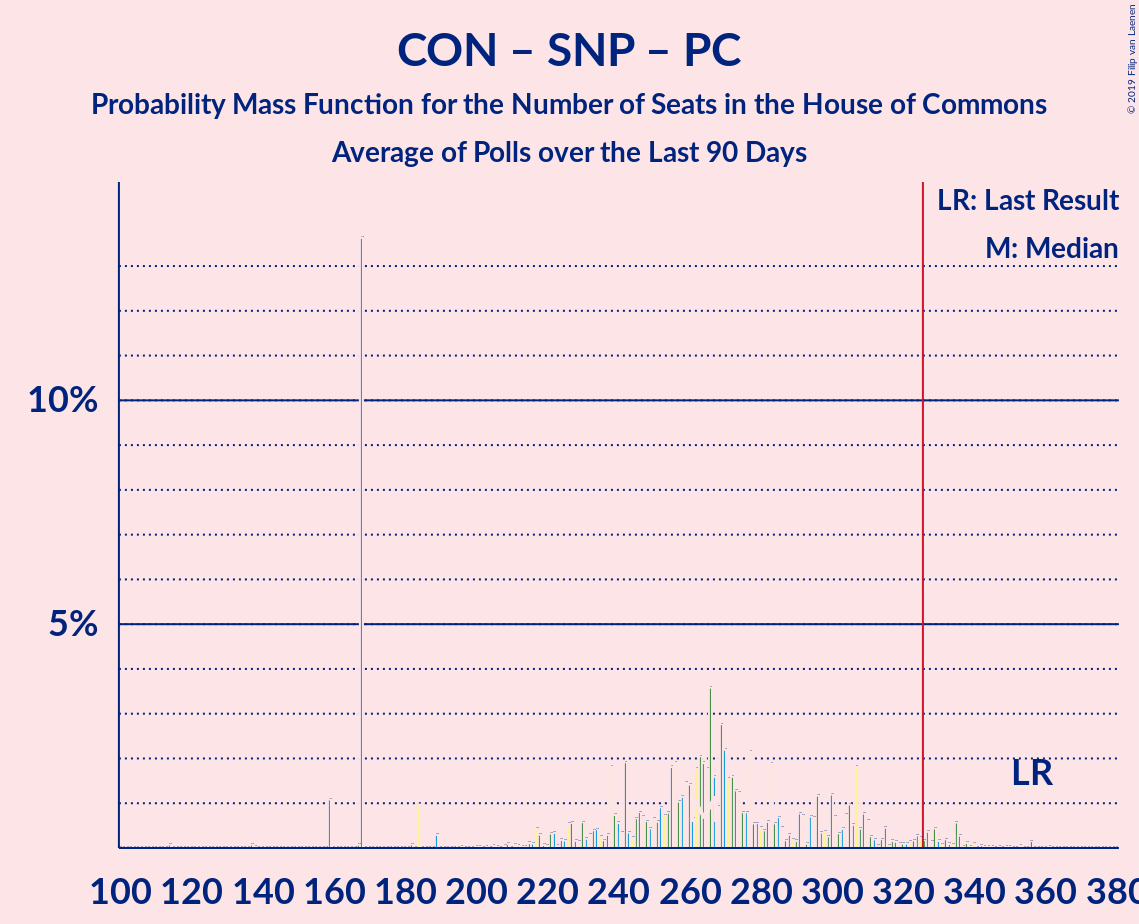 CON – SNP – PC
Probability Mass Function for the Number of Seats in the House of Commons
Average of Polls over the Last 90 Days
© 2019 Filip van Laenen
LR: Last Result
M: Median
10%
5%
LR
100 120 140 160 180 200 220 240 260 280 300 320 340 360 380